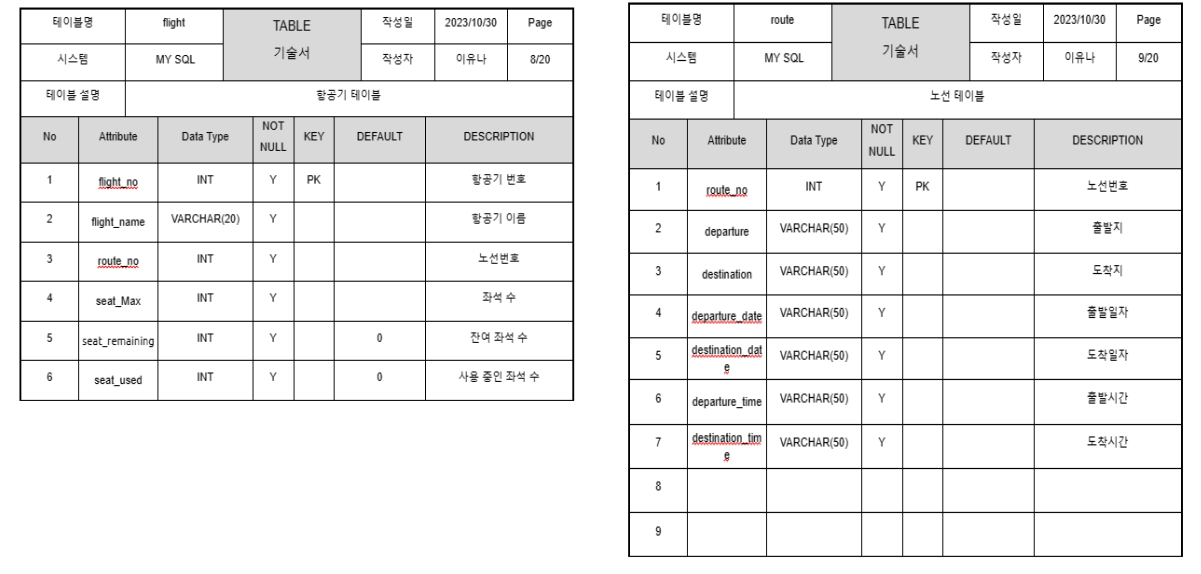 테이블명 flight TABLE 기술서 작성일 2023/10/30 Page
시스템 MY SQL 작성자 이유나 8/20
테이블 설명 항공기 테이블
No Attribute Data Type NOT NULL KEY DEFAULT DESCRIPTION
1 flight_no INT Y PK 항공기 번호
2 flight_name VARCHAR(20) Y 항공기 이름
3 route_no INT Y 노선번호
4 seat_Max INT Y 좌석 수
5 seat_remaining INT Y 0 잔여 좌석 수
6 seat_used INT Y 0 사용 중인 좌석 수
테이블명 route TABLE 기술서 작성일 2023/10/30 Page
시스템 MY SQL 작성자 이유나 9/20
테이블 설명 노선 테이블
No Attribute Data Type NOT NULL KEY DEFAULT DESCRIPTION
1 route_no INT Y PK 노선번호
2 departure VARCHAR(50) Y 출발지
3 destination VARCHAR(50) Y 도착지
4 departure_date VARCHAR(50) Y 출발일자
5 destination_date VARCHAR(50) Y 도착일자
6 departure_time VARCHAR(50) Y 출발시간
7 destination_time VARCHAR(50) Y 도착시간
8
9